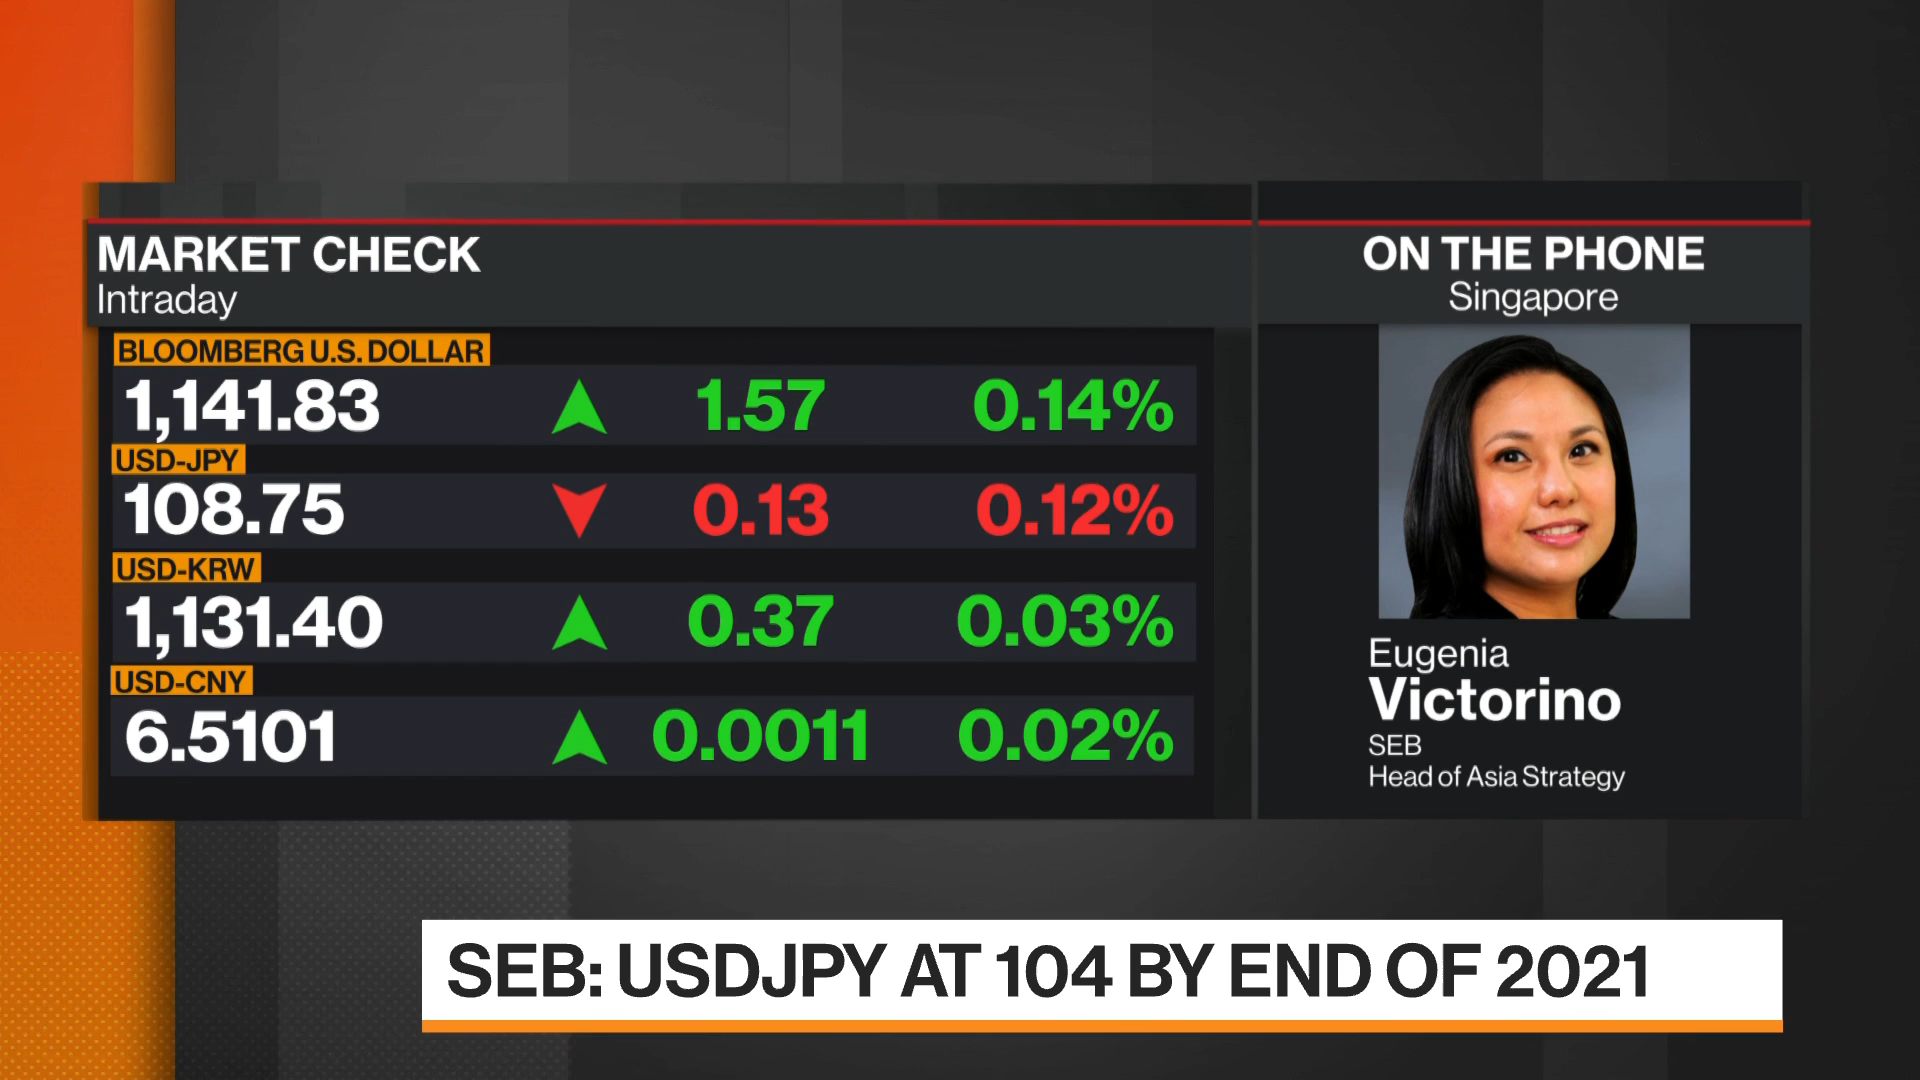 MARKET CHECK
Intraday
BLOOMBERG U.S. DOLLAR
1,141.83 1.57 0.14%
USD-JPY
108.75 0.13 0.12%
USD-KRW
1,131.40 0.37 0.03%
USD-CNY
6.5101 0.0011 0.02%
ON THE PHONE
Singapore
Eugenia
Victorino
SEB
Head of Asia Strategy
SEB: USDJPY AT 104 BY END OF 2021